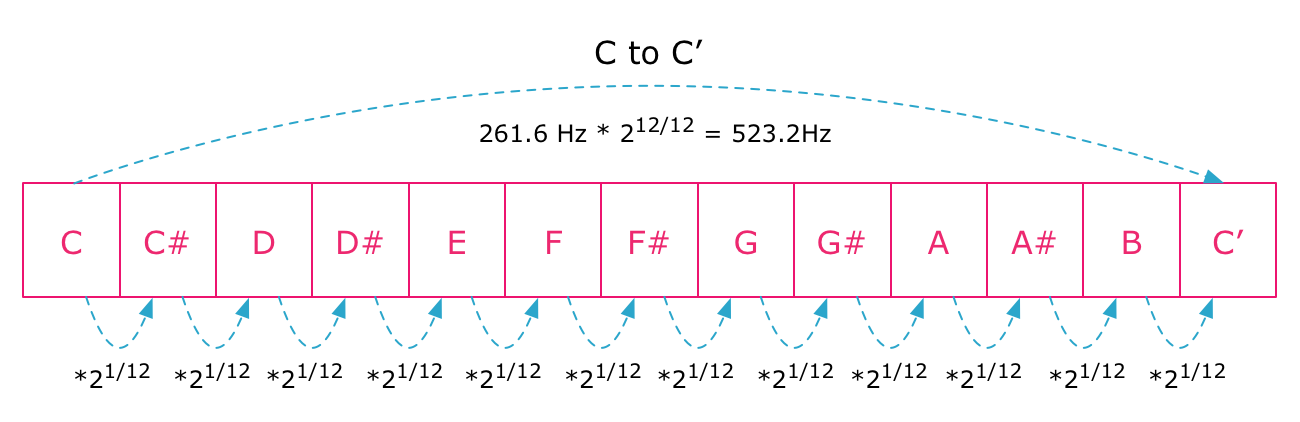 C to C′
261.6 Hz * 2^12/12 = 523.2Hz
C C# D D# E F F# G G# A A# B C′
*2^1/12 *2^1/12 *2^1/12 *2^1/12 *2^1/12 *2^1/12 *2^1/12 *2^1/12 *2^1/12 *2^1/12 *2^1/12 *2^1/12